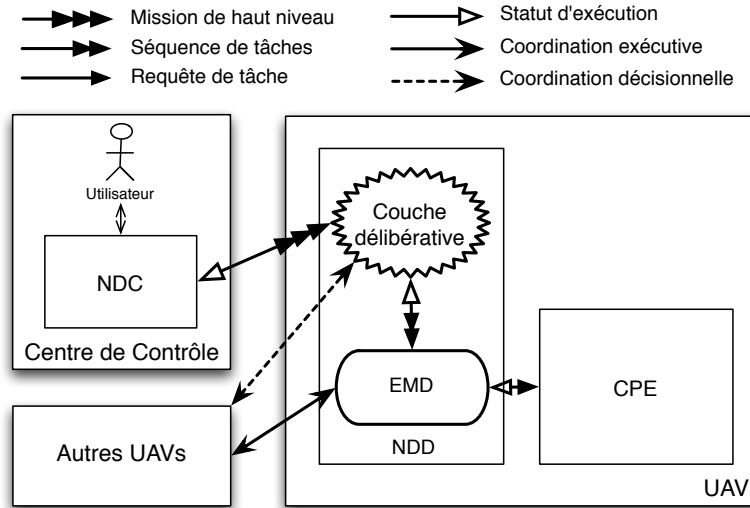 Mission de haut niveau
Séquence de tâches
Requête de tâche
Statut d'exécution
Coordination exécutive
Coordination décisionnelle
Utilisateur
NDC
Centre de Contrôle
Autres UAVs
Couche
délibérative
EMD
NDD
CPE
UAV